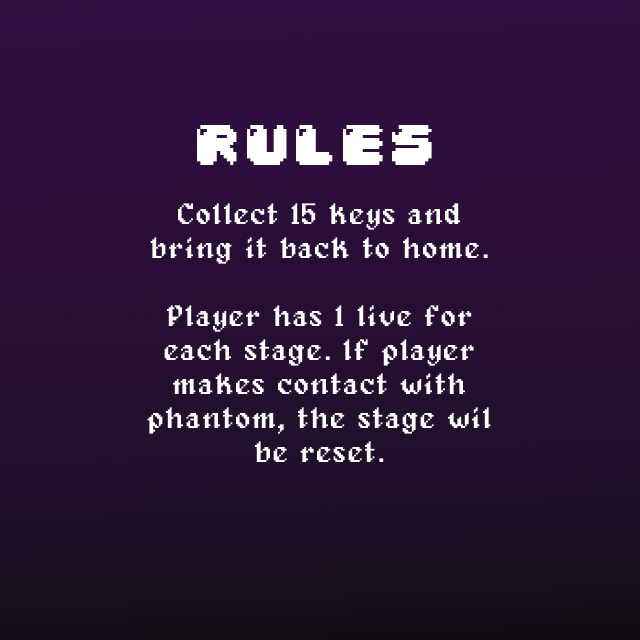 RULES
Collect 15 keys and
bring it back to home.
Player has 1 live for
each stage. If player
makes contact with
phantom, the stage wil
be reset.